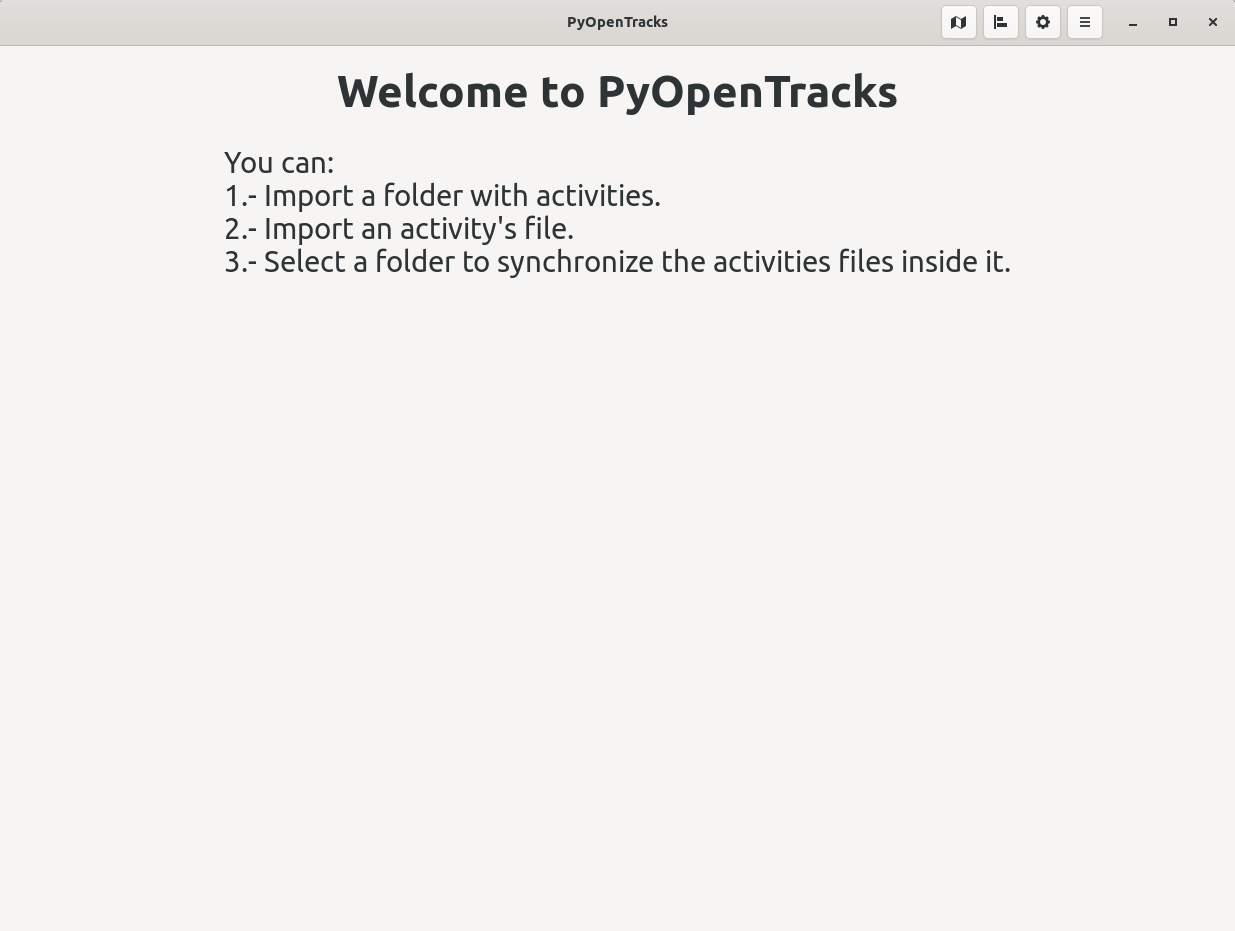 PyOpenTracks
Welcome to PyOpenTracks
You can:
1.- Import a folder with activities.
2.- Import an activity's file.
3.- Select a folder to synchronize the activities files inside it.